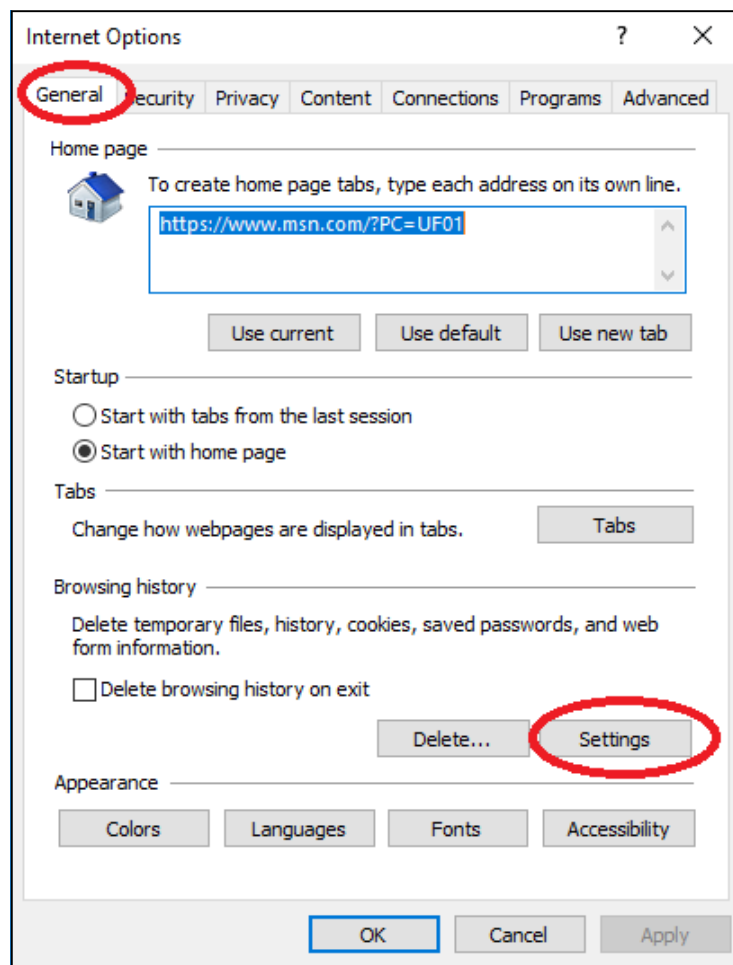 Internet Options ?
General Security Privacy Content Connections Programs Advanced
Home page
To create home page tabs, type each address on its own line.
https://www.msn.com/?PC=UF01
Use current Use default Use new tab
Startup
Start with tabs from the last session
Start with home page
Tabs
Change how webpages are displayed in tabs. Tabs
Browsing history
Delete temporary files, history, cookies, saved passwords, and web
form information.
Delete browsing history on exit
Delete... Settings
Appearance
Colors Languages Fonts Accessibility
OK Cancel Apply